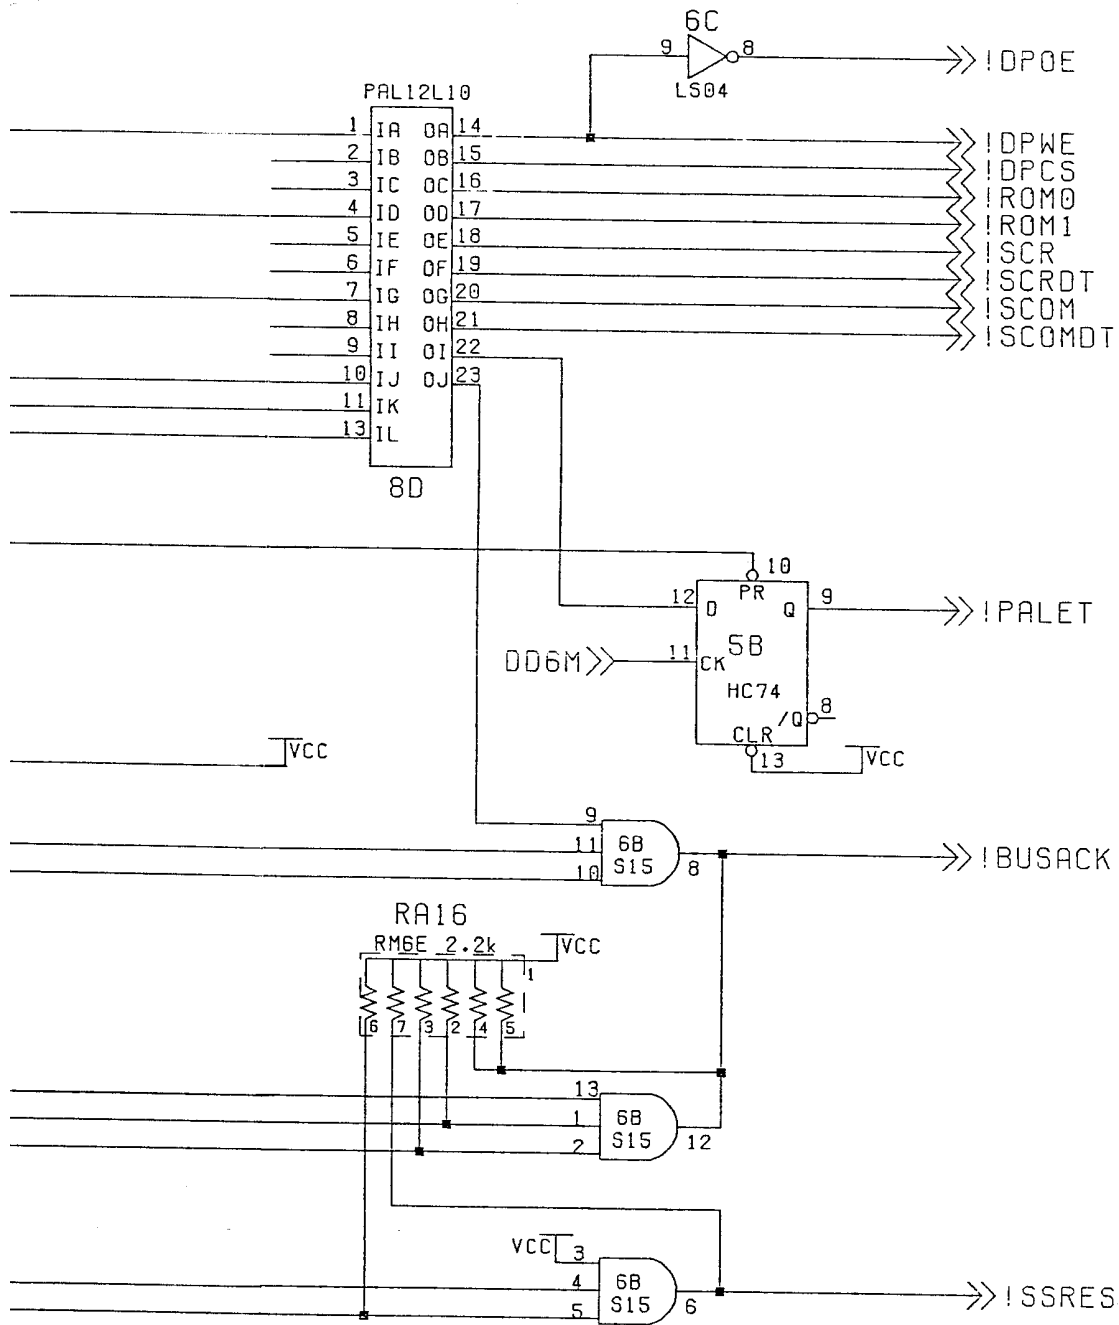 6C
9 8 !DPOE
LS04
PAL12L10
1 IA OA 14 !DPWE
2 IB OB 15 !DPCS
3 IC OC 16 !ROM0
4 ID OD 17 !ROM1
5 IE OE 18 !SCR
6 IF OF 19 !SCRDT
7 IG OG 20 !SCOM
8 IH OH 21 !SCOMDT
9 II OI 22
10 IJ OJ 23
11 IK
13 IL
8D
10
PR
12 D Q 9 !PALET
5B
DD6M 11 CK
HC74
/Q 8
CLR
13 VCC
VCC
9
11 6B
10 S15 8 !BUSACK
RA16
RM6E 2.2k VCC
1
6 7 3 2 4 5
13
1 6B
2 S15 12
VCC 3
4 6B
5 S15 6 !SSRES